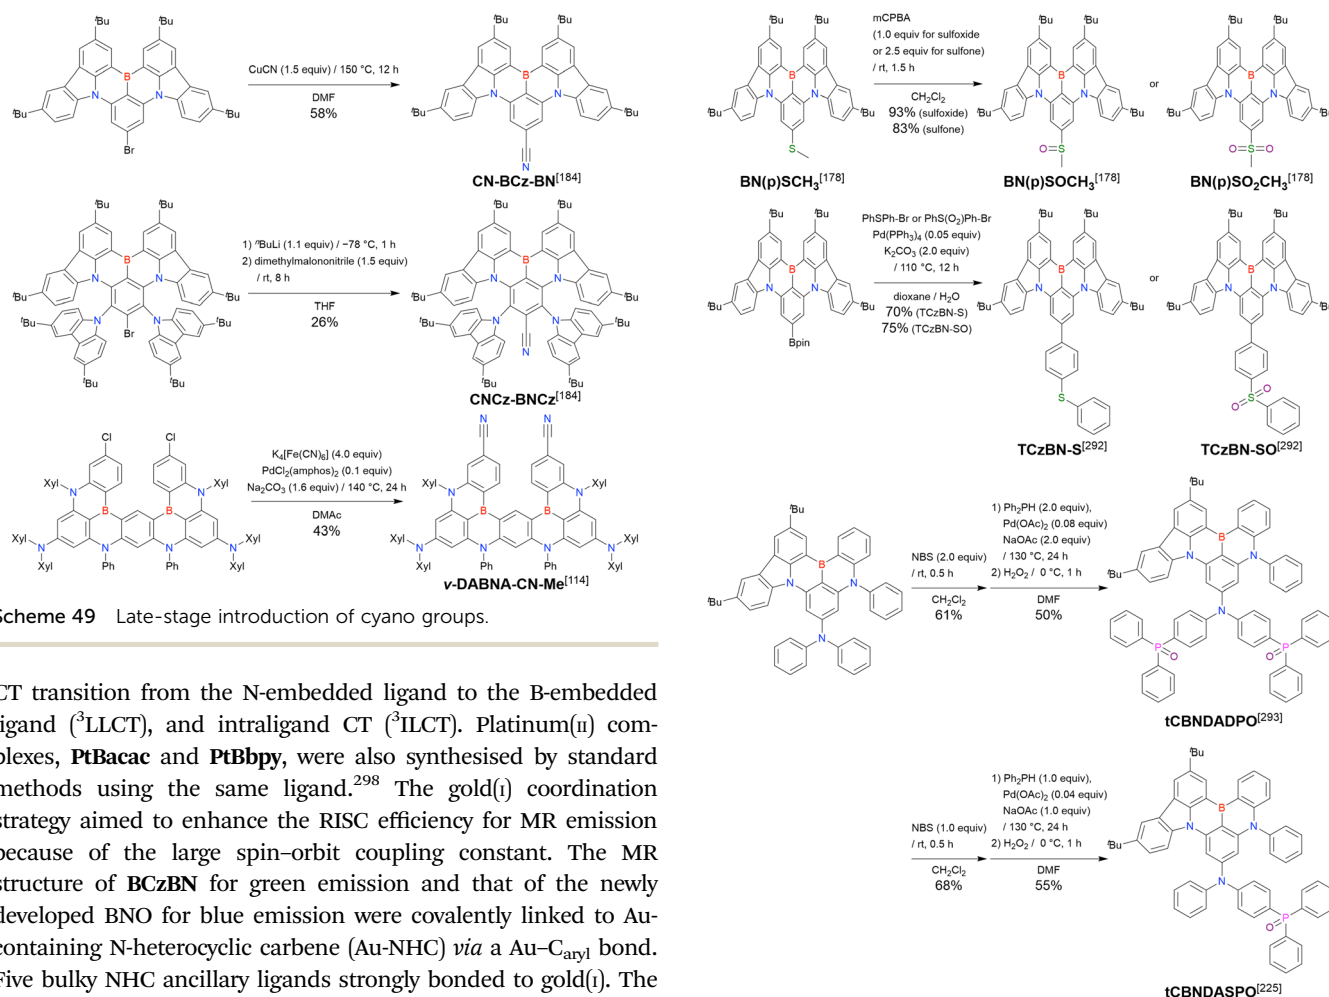 CuCN (1.5 equiv) / 150 °C, 12 h
DMF
58%
CN-BCz-BN[184]
1) nBuLi (1.1 equiv) / −78 °C, 1 h
2) dimethylmalononitrile (1.5 equiv)
/ rt, 8 h
THF
26%
CNCz-BNCz[184]
K4[Fe(CN)6] (4.0 equiv)
PdCl2(amphos)2 (0.1 equiv)
Na2CO3 (1.6 equiv) / 140 °C, 24 h
DMAc
43%
ν-DABNA-CN-Me[114]
Scheme 49 Late-stage introduction of cyano groups.
CT transition from the N-embedded ligand to the B-embedded
ligand (3LLCT), and intraligand CT (3ILCT). Platinum(II) com-
plexes, PtBacac and PtBbpy, were also synthesised by standard
methods using the same ligand.298 The gold(I) coordination
strategy aimed to enhance the RISC efficiency for MR emission
because of the large spin–orbit coupling constant. The MR
structure of BCzBN for green emission and that of the newly
developed BNO for blue emission were covalently linked to Au-
containing N-heterocyclic carbene (Au-NHC) via a Au–Caryl bond.
Five bulky NHC ancillary ligands strongly bonded to gold(I). The
mCPBA
(1.0 equiv for sulfoxide
or 2.5 equiv for sulfone)
/ rt, 1.5 h
CH2Cl2
93% (sulfoxide)
83% (sulfone)
or
BN(p)SCH3[178]
BN(p)SOCH3[178]
BN(p)SO2CH3[178]
PhSPh-Br or PhS(O2)Ph-Br
Pd(PPh3)4 (0.05 equiv)
K2CO3 (2.0 equiv)
/ 110 °C, 12 h
dioxane / H2O
70% (TCzBN-S)
75% (TCzBN-SO)
or
Bpin
TCzBN-S[292]
TCzBN-SO[292]
NBS (2.0 equiv)
/ rt, 0.5 h
CH2Cl2
61%
1) Ph2PH (2.0 equiv),
Pd(OAc)2 (0.08 equiv)
NaOAc (2.0 equiv)
/ 130 °C, 24 h
2) H2O2 / 0 °C, 1 h
DMF
50%
tCBNDADPO[293]
NBS (1.0 equiv)
/ rt, 0.5 h
CH2Cl2
68%
1) Ph2PH (1.0 equiv),
Pd(OAc)2 (0.04 equiv)
NaOAc (1.0 equiv)
/ 130 °C, 24 h
2) H2O2 / 0 °C, 1 h
DMF
55%
tCBNDASPO[225]